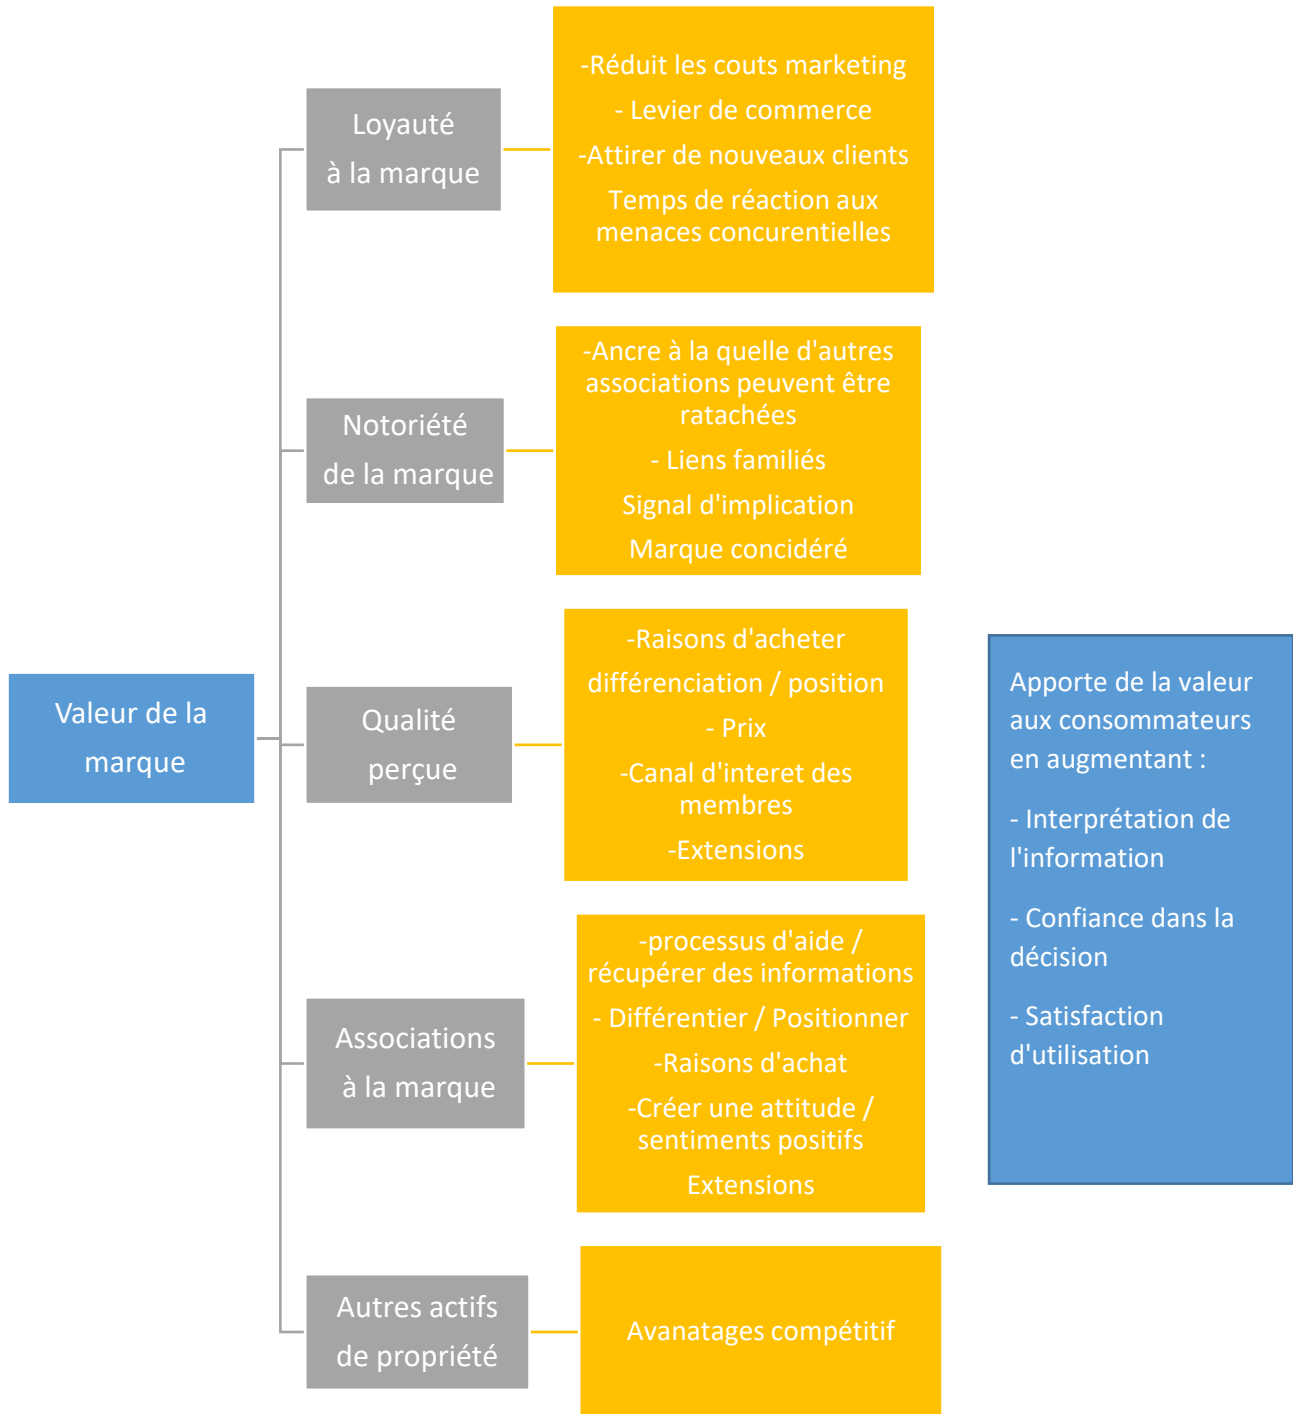 Valeur de la
marque
Loyauté
à la marque
-Réduit les couts marketing
- Levier de commerce
-Attirer de nouveaux clients
Temps de réaction aux
menaces concurentielles
Notoriété
de la marque
-Ancre à la quelle d'autres
associations peuvent être
ratachées
- Liens familiés
Signal d'implication
Marque concidéré
Qualité
perçue
-Raisons d'acheter
différenciation / position
- Prix
-Canal d'interet des
membres
-Extensions
Associations
à la marque
-processus d'aide /
récupérer des informations
- Différentier / Positionner
-Raisons d'achat
-Créer une attitude /
sentiments positifs
Extensions
Autres actifs
de propriété
Avanatages compétitif
Apporte de la valeur
aux consommateurs
en augmentant :
- Interprétation de
l'information
- Confiance dans la
décision
- Satisfaction
d'utilisation